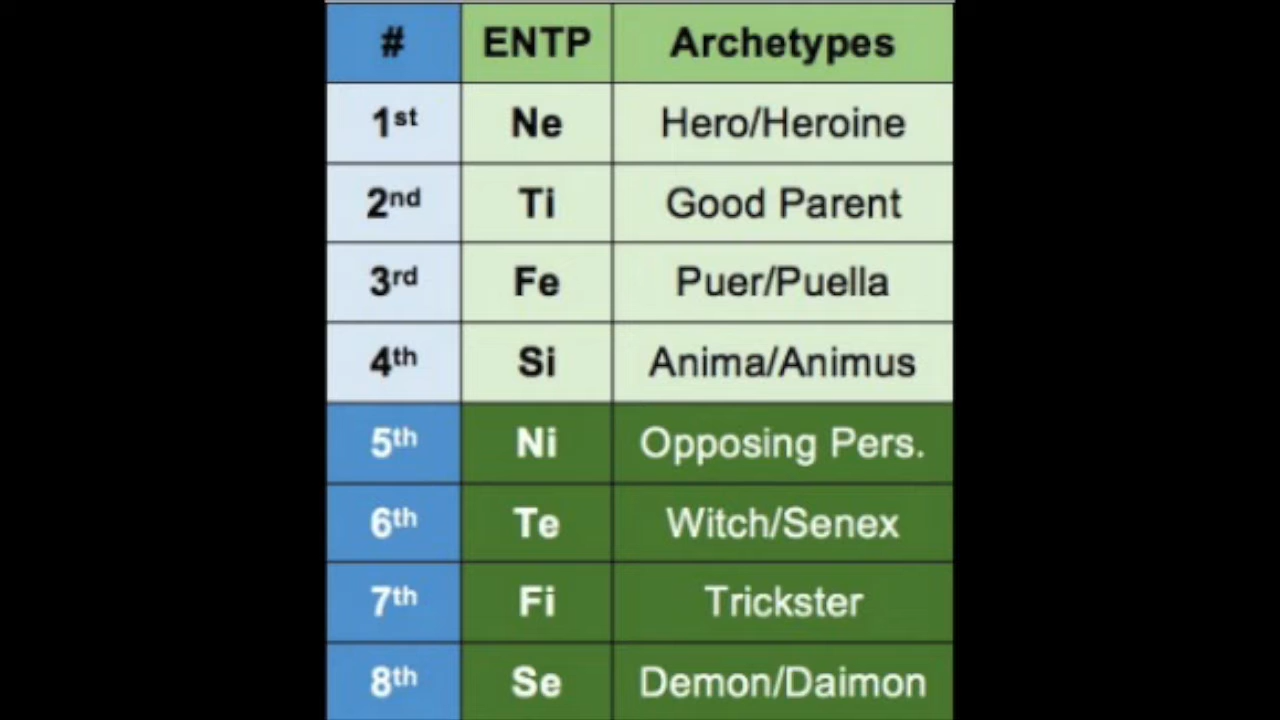 # ENTP Archetypes
1st Ne Hero/Heroine
2nd Ti Good Parent
3rd Fe Puer/Puella
4th Si Anima/Animus
5th Ni Opposing Pers.
6th Te Witch/Senex
7th Fi Trickster
8th Se Demon/Daimon